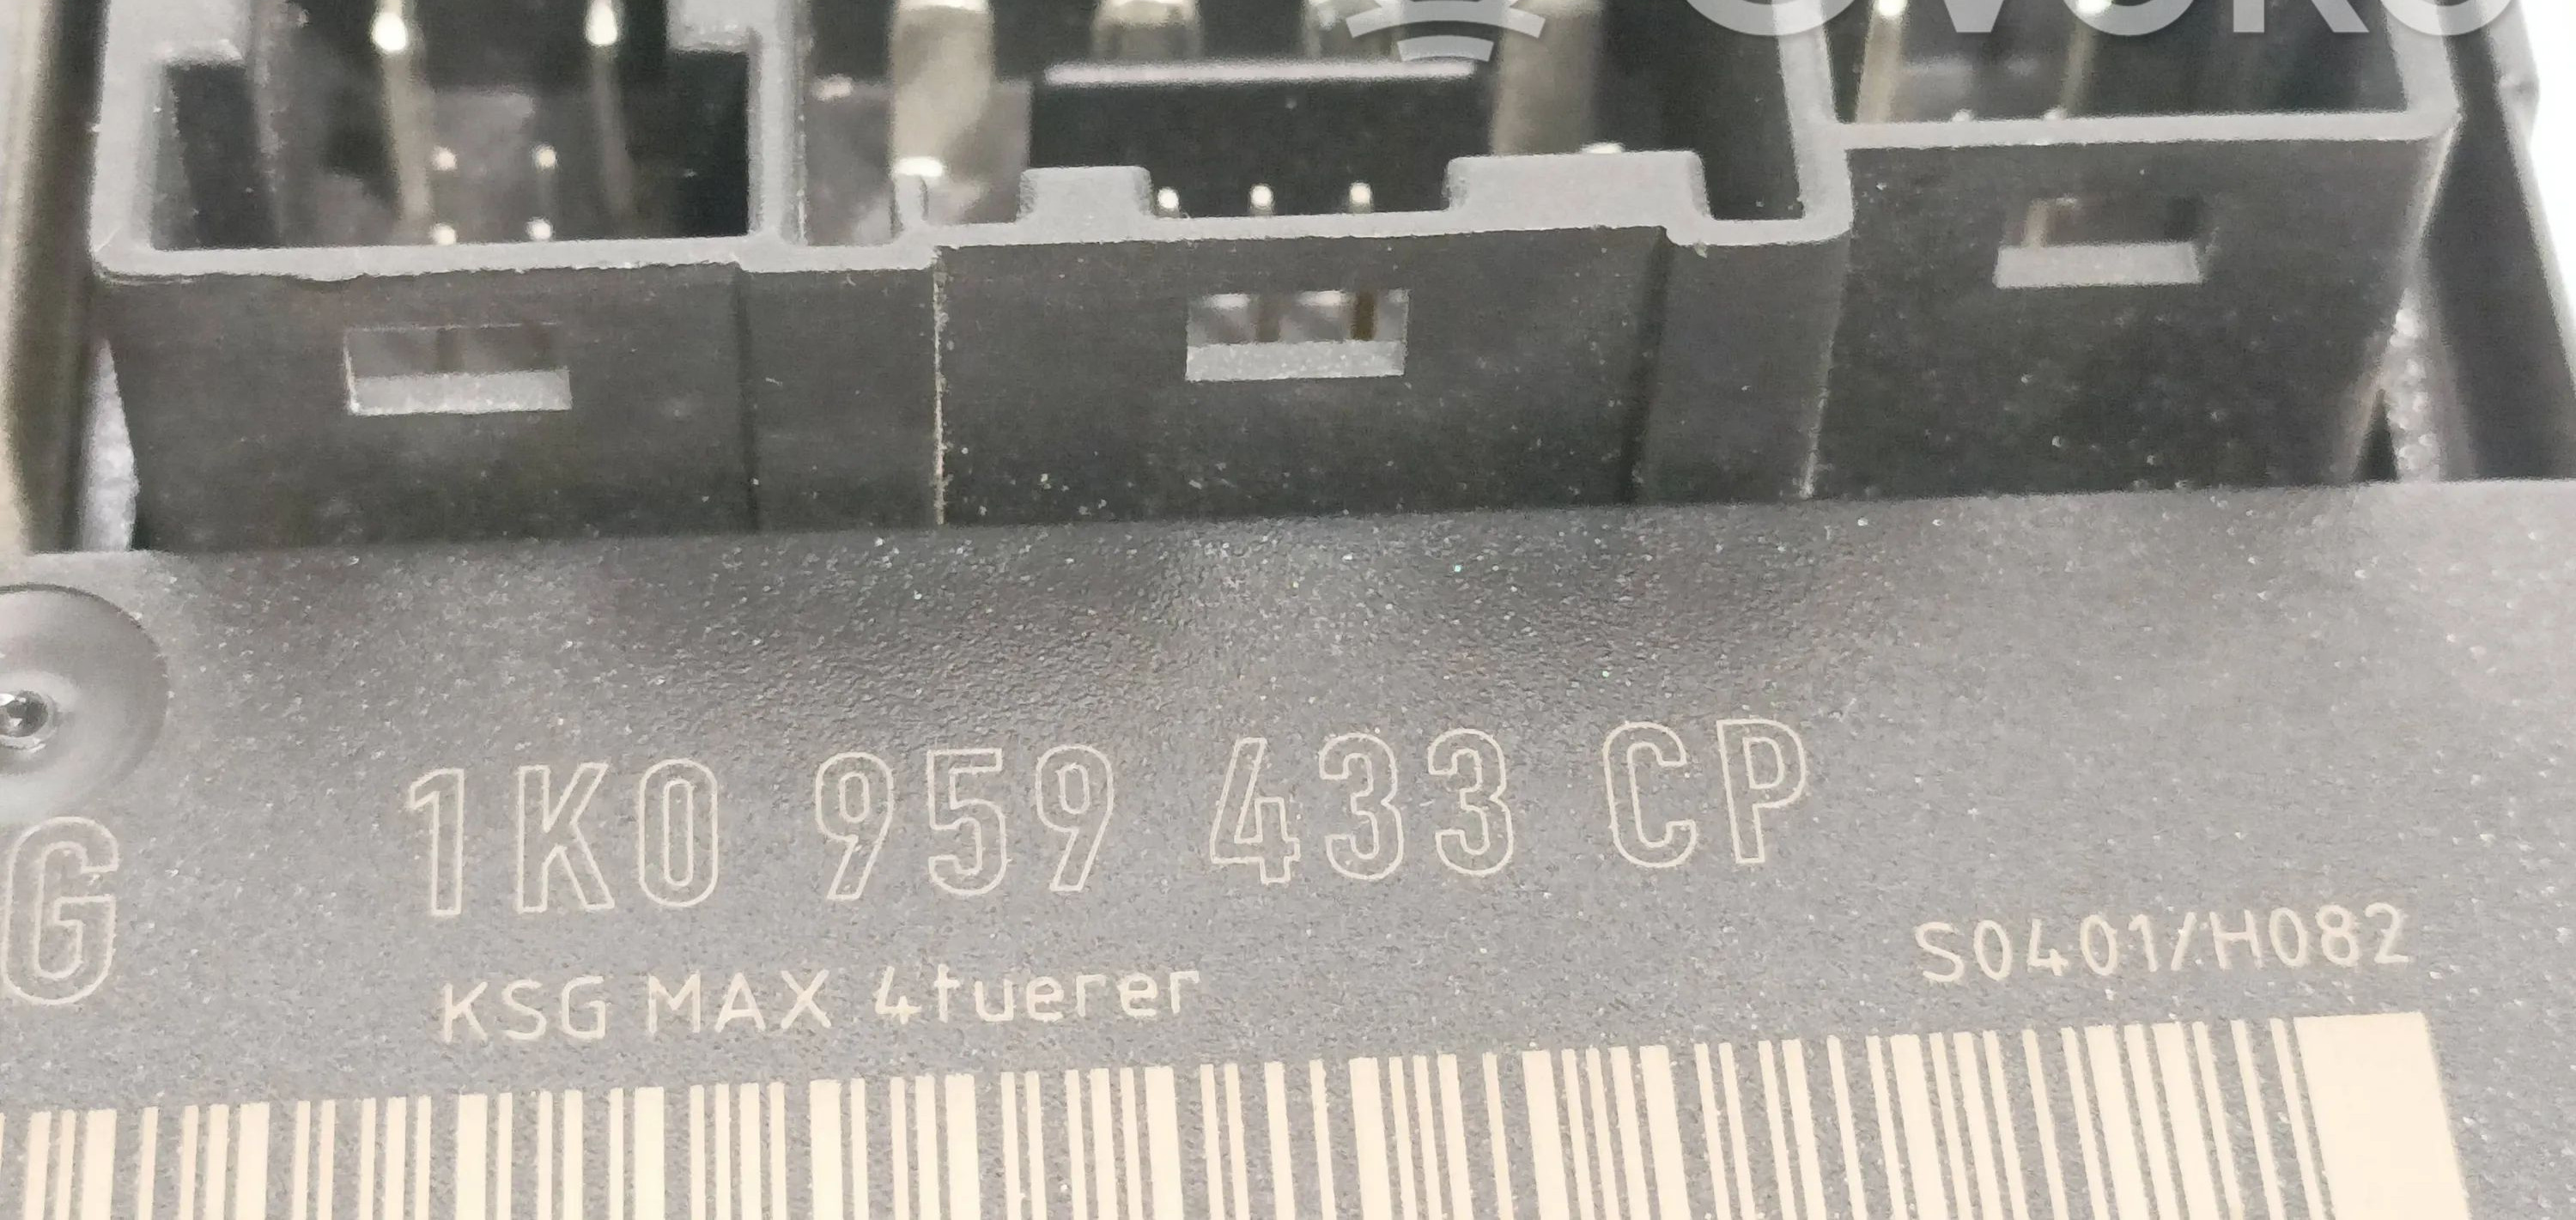 1K0 959 433 CP
G
S0401/H082
KSG MAX 4tuerer